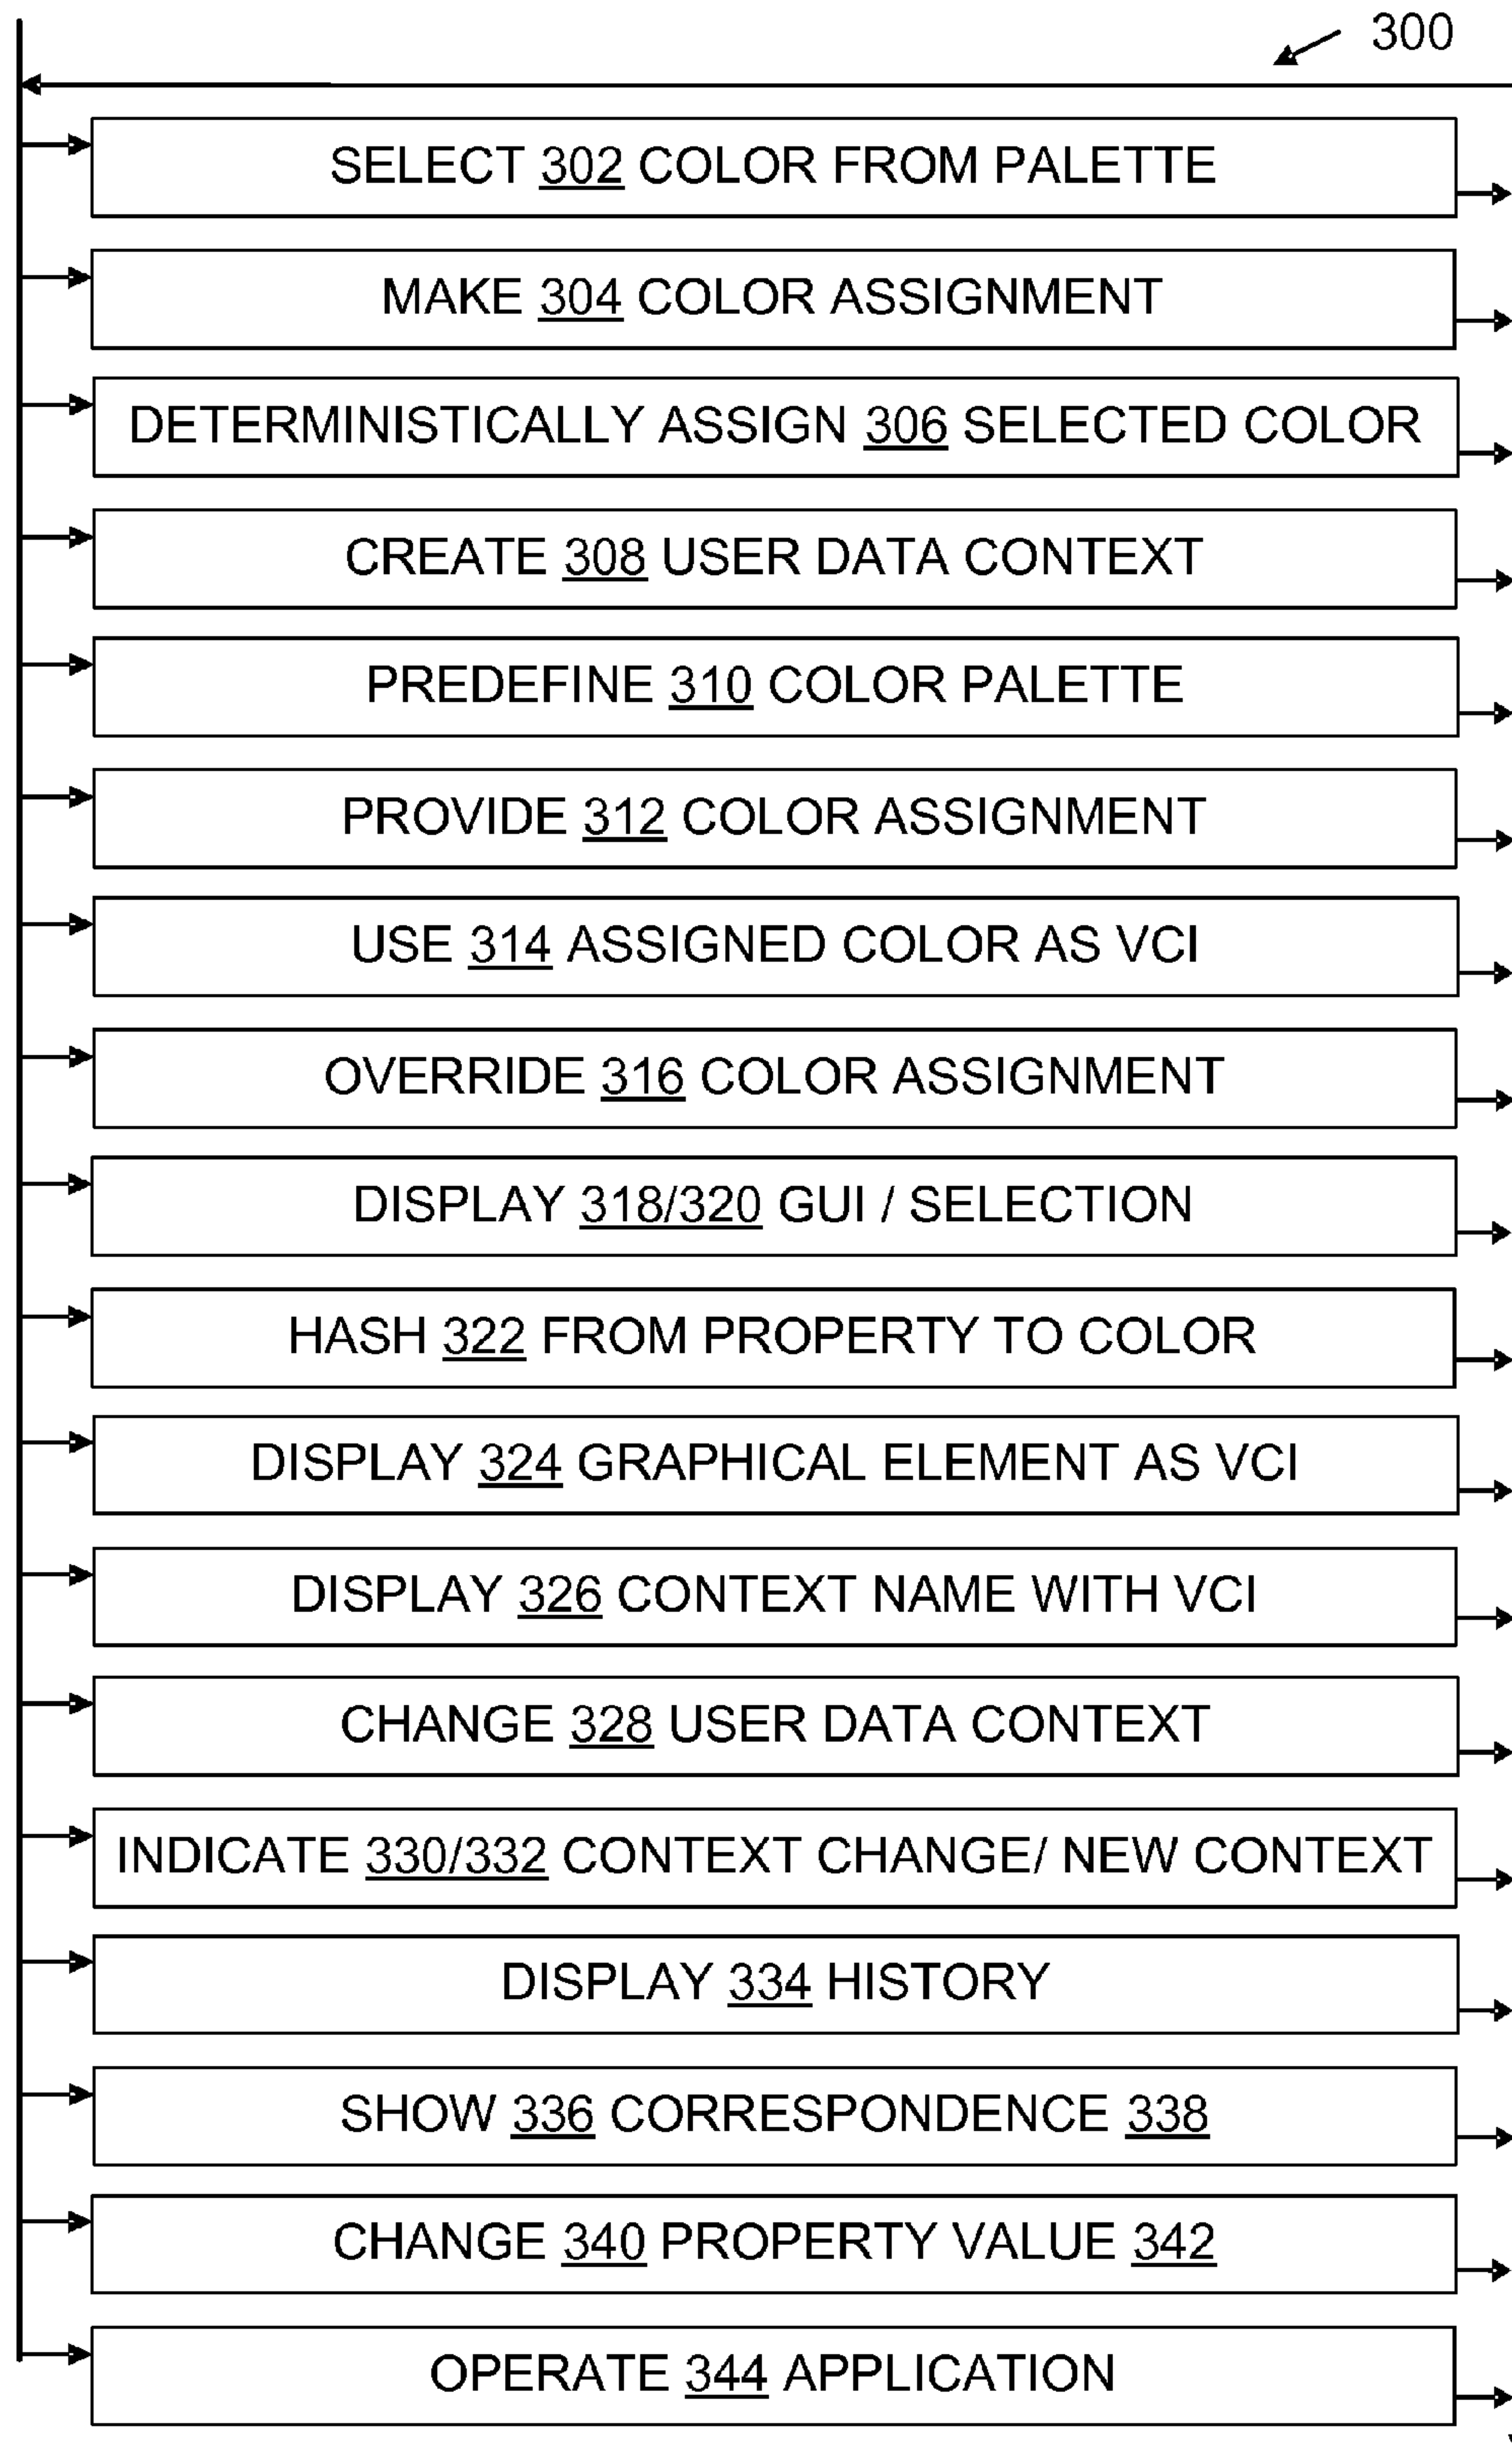 300
SELECT 302 COLOR FROM PALETTE
MAKE 304 COLOR ASSIGNMENT
DETERMINISTICALLY ASSIGN 306 SELECTED COLOR
CREATE 308 USER DATA CONTEXT
PREDEFINE 310 COLOR PALETTE
PROVIDE 312 COLOR ASSIGNMENT
USE 314 ASSIGNED COLOR AS VCI
OVERRIDE 316 COLOR ASSIGNMENT
DISPLAY 318/320 GUI / SELECTION
HASH 322 FROM PROPERTY TO COLOR
DISPLAY 324 GRAPHICAL ELEMENT AS VCI
DISPLAY 326 CONTEXT NAME WITH VCI
CHANGE 328 USER DATA CONTEXT
INDICATE 330/332 CONTEXT CHANGE/ NEW CONTEXT
DISPLAY 334 HISTORY
SHOW 336 CORRESPONDENCE 338
CHANGE 340 PROPERTY VALUE 342
OPERATE 344 APPLICATION